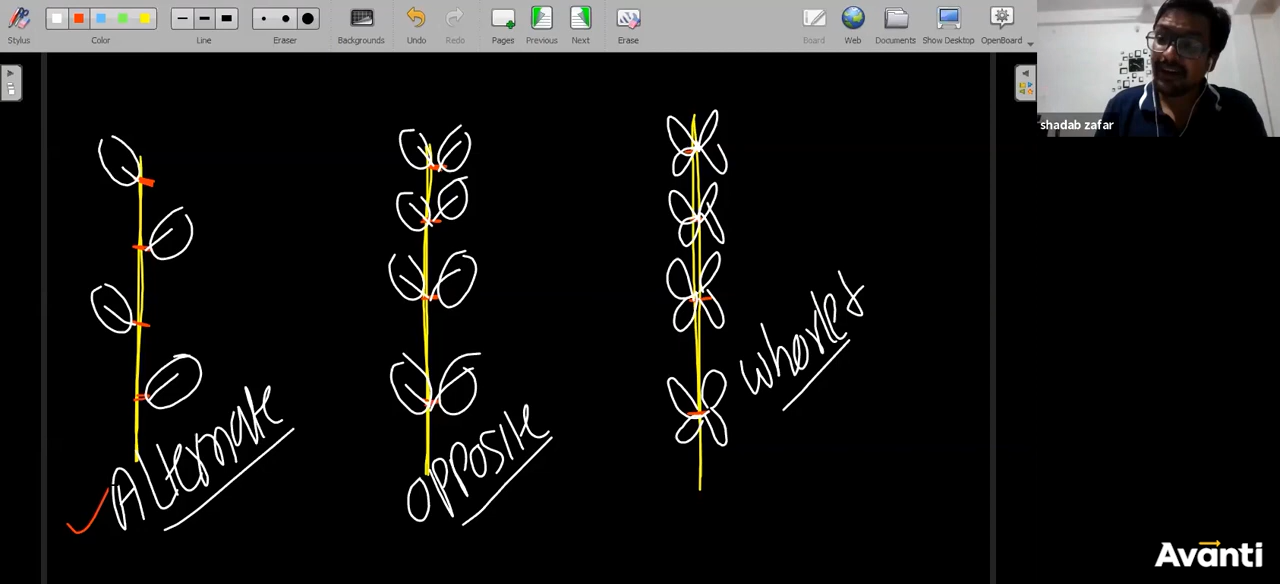 Stylus
Color
Line
Eraser
Backgrounds
Undo
Redo
Pages
Previous
Next
Erase
Board
Web
Documents
Show Desktop
OpenBoard
shadab zafar
Alternate
opposite
whorled
Avanti